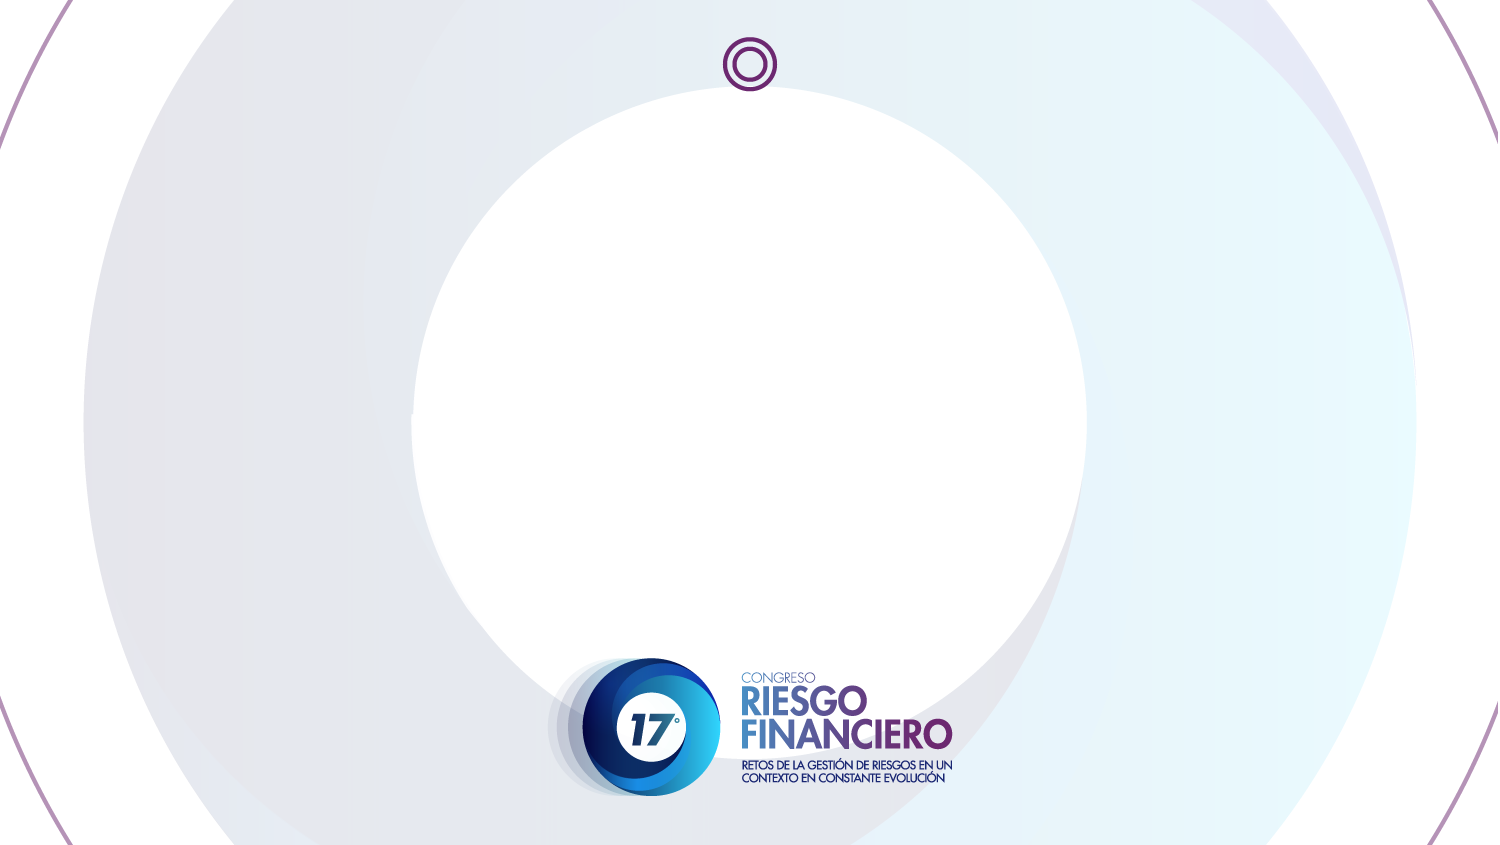 17°
CONGRESO
RIESGO
FINANCIERO
RETOS DE LA GESTIÓN DE RIESGOS EN UN
CONTEXTO EN CONSTANTE EVOLUCIÓN